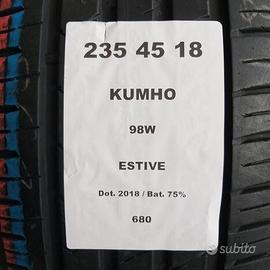 235 45 18
KUMHO
98W
ESTIVE
Dot. 2018 / Bat. 75%
680
subito